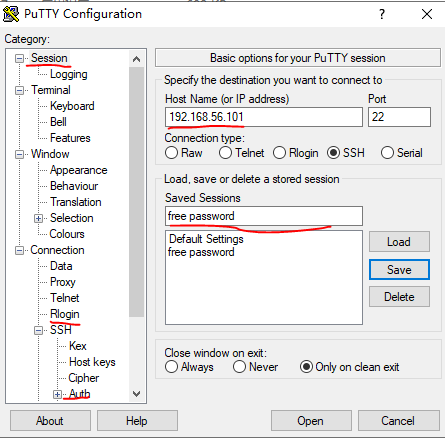 PuTTY Configuration
?
Category:
Session
Logging
Terminal
Keyboard
Bell
Features
Window
Appearance
Behaviour
Translation
Selection
Colours
Connection
Data
Proxy
Telnet
Rlogin
SSH
Kex
Host keys
Cipher
Auth
Basic options for your PuTTY session
Specify the destination you want to connect to
Host Name (or IP address) Port
192.168.56.101 22
Connection type:
Raw Telnet Rlogin SSH Serial
Load, save or delete a stored session
Saved Sessions
free password
Default Settings
free password
Load
Save
Delete
Close window on exit:
Always Never Only on clean exit
About Help Open Cancel